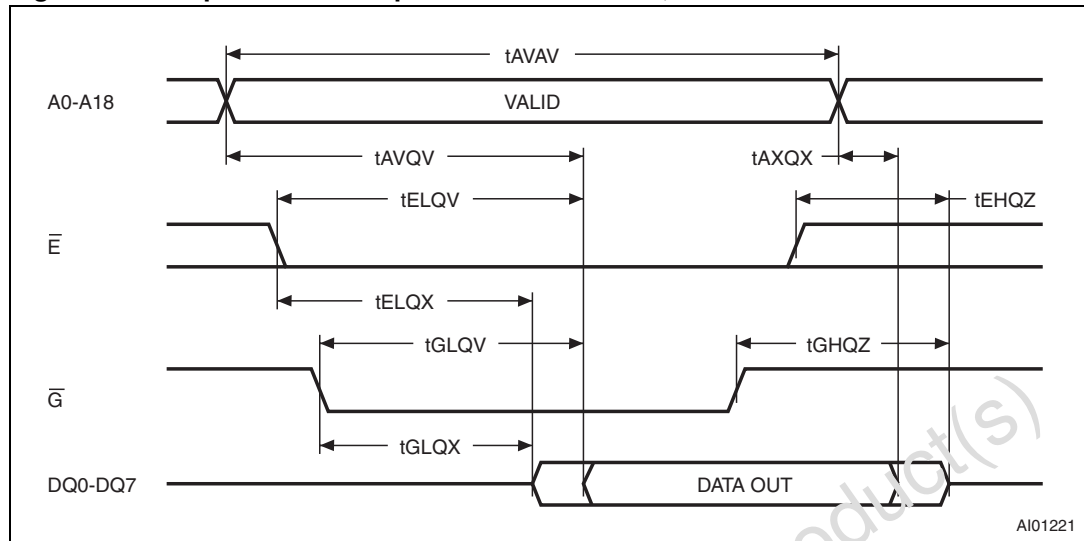 tAVAV
A0-A18
VALID
tAVQV
tAXQX
tELQV
tEHQZ
E
tELQX
tGLQV
tGHQZ
G
tGLQX
DQ0-DQ7
DATA OUT
AI01221